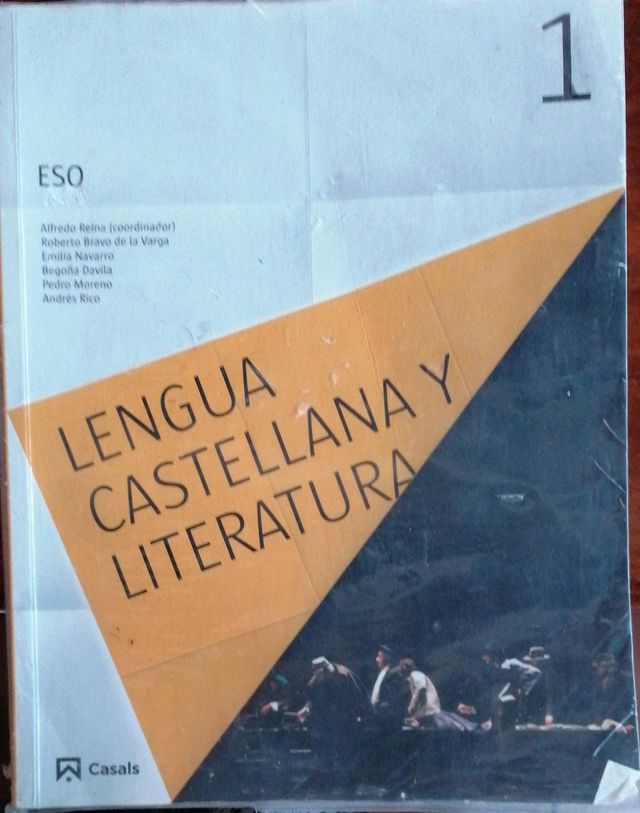 1
ESO
Alfredo Reina (coordinador)
Roberto Bravo de la Varga
Emilia Navarro
Begoña Davila
Pedro Moreno
Andrés Rico
LENGUA
CASTELLANA Y
LITERATURA
Casals